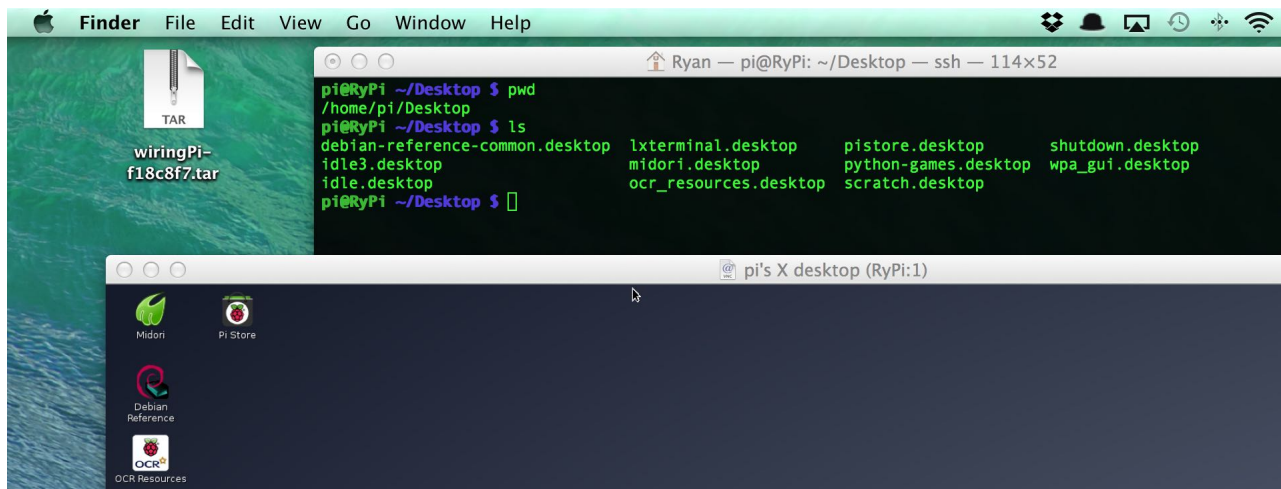 Finder File Edit View Go Window Help
TAR
wiringPi-
f18c8f7.tar
Ryan — pi@RyPi: ~/Desktop — ssh — 114×52
pi@RyPi ~/Desktop $ pwd
/home/pi/Desktop
pi@RyPi ~/Desktop $ ls
debian-reference-common.desktop lxterminal.desktop pistore.desktop shutdown.desktop
idle3.desktop midori.desktop python-games.desktop wpa_gui.desktop
idle.desktop ocr_resources.desktop scratch.desktop
pi@RyPi ~/Desktop $
pi's X desktop (RyPi:1)
Midori
Pi Store
Debian
Reference
OCR
OCR Resources